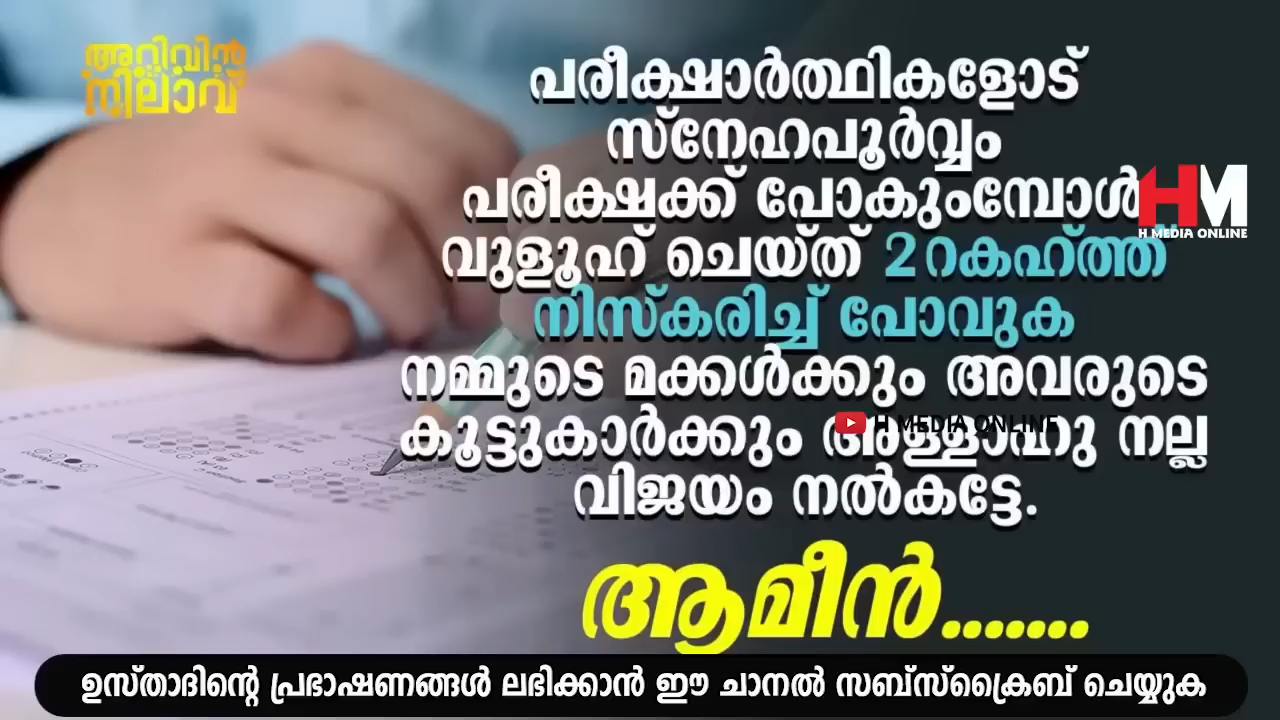 അറിവിൻ
നിലാവ്
പരീക്ഷാർത്ഥികളോട്
സ്നേഹപൂർവ്വം
പരീക്ഷക്ക് പോകുംമ്പോൾ
HM
H MEDIA ONLINE
വുളൂഹ് ചെയ്ത് 2 റകഹ്ത്ത്
നിസ്കരിച്ച് പോവുക
നമ്മുടെ മക്കൾക്കും അവരുടെ
H MEDIA ONLINE
കൂട്ടുകാർക്കും അള്ളാഹു നല്ല
വിജയം നൽകട്ടേ.
ആമീൻ.......
ഉസ്താദിന്റെ പ്രഭാഷണങ്ങൾ ലഭിക്കാൻ ഈ ചാനൽ സബ്സ്ക്രൈബ് ചെയ്യുക